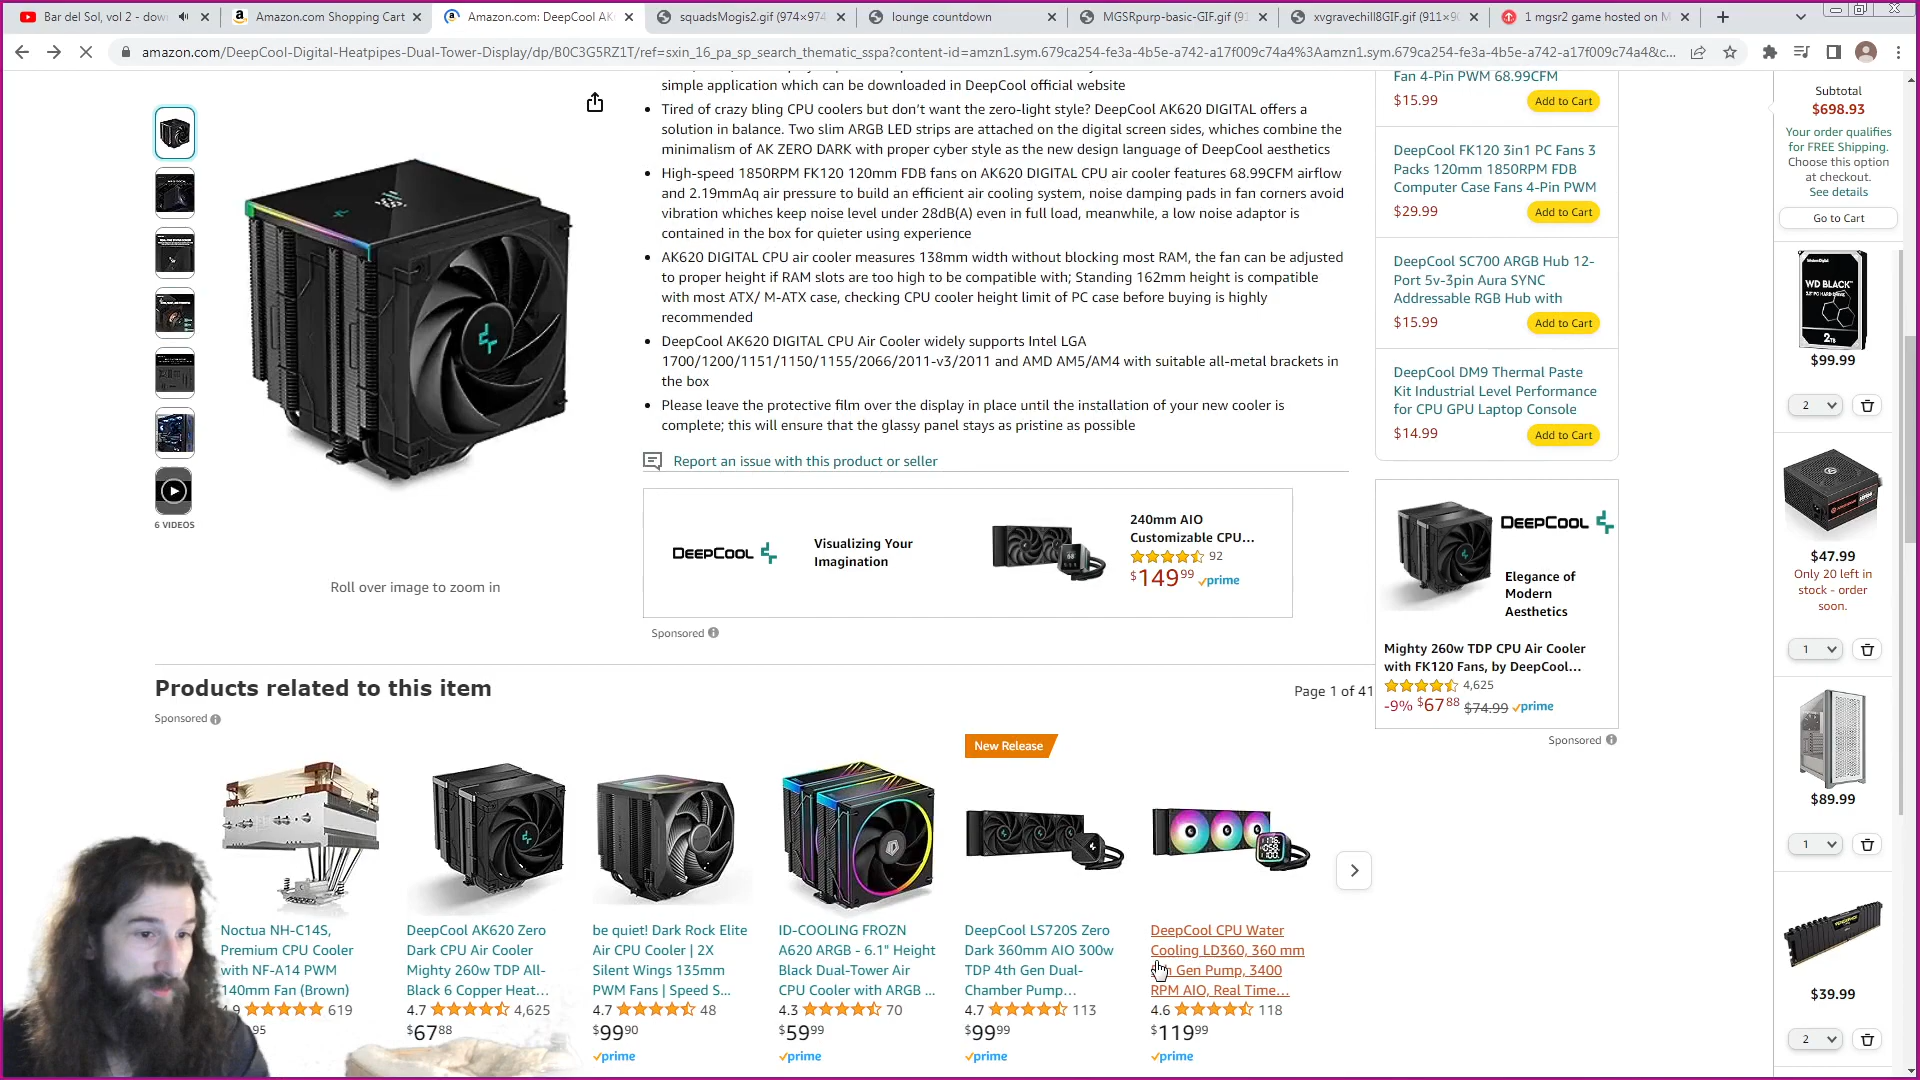 Bar del Sol, vol 2 - dow
Amazon.com Shopping Cart
Amazon.com: DeepCool AK
squadsMogis2.gif (974×974
lounge countdown
MGSRpurp-basic-GIF.gif (91
xvgravechill8GIF.gif (911×90
1 mgsr2 game hosted on M
amazon.com/DeepCool-Digital-Heatpipes-Dual-Tower-Display/dp/B0C3G5RZ1T/ref=sxin_16_pa_sp_search_thematic_sspa?content-id=amzn1.sym.679ca254-fe3a-4b5e-a742-a17f009c74a4%3Aamzn1.sym.679ca254-fe3a-4b5e-a742-a17f009c74a4&c...
6 VIDEOS
Roll over image to zoom in
simple application which can be downloaded in DeepCool official website
Tired of crazy bling CPU coolers but don't want the zero-light style? DeepCool AK620 DIGITAL offers a
solution in balance. Two slim ARGB LED strips are attached on the digital screen sides, whiches combine the
minimalism of AK ZERO DARK with proper cyber style as the new design language of DeepCool aesthetics
High-speed 1850RPM FK120 120mm FDB fans on AK620 DIGITAL CPU air cooler features 68.99CFM airflow
and 2.19mmAq air pressure to build an efficient air cooling system, noise damping pads in fan corners avoid
vibration whiches keep noise level under 28dB(A) even in full load, meanwhile, a low noise adaptor is
contained in the box for quieter using experience
AK620 DIGITAL CPU air cooler measures 138mm width without blocking most RAM, the fan can be adjusted
to proper height if RAM slots are too high to be compatible with; Standing 162mm height is compatible
with most ATX/ M-ATX case, checking CPU cooler height limit of PC case before buying is highly
recommended
DeepCool AK620 DIGITAL CPU Air Cooler widely supports Intel LGA
1700/1200/1151/1150/1155/2066/2011-v3/2011 and AMD AM5/AM4 with suitable all-metal brackets in
the box
Please leave the protective film over the display in place until the installation of your new cooler is
complete; this will ensure that the glassy panel stays as pristine as possible
Report an issue with this product or seller
DEEPCOOL
Visualizing Your
Imagination
240mm AIO
Customizable CPU...
92
$149.99 prime
Sponsored
Fan 4-Pin PWM 68.99CFM
$15.99
Add to Cart
DeepCool FK120 3in1 PC Fans 3
Packs 120mm 1850RPM FDB
Computer Case Fans 4-Pin PWM
$29.99
Add to Cart
DeepCool SC700 ARGB Hub 12-
Port 5v-3pin Aura SYNC
Addressable RGB Hub with
$15.99
Add to Cart
DeepCool DM9 Thermal Paste
Kit Industrial Level Performance
for CPU GPU Laptop Console
$14.99
Add to Cart
DEEPCOOL
Elegance of
Modern
Aesthetics
Mighty 260w TDP CPU Air Cooler
with FK120 Fans, by DeepCool...
4,625
-9% $67.88 $74.99 prime
Sponsored
Products related to this item
Page 1 of 41
Sponsored
New Release
Noctua NH-C14S,
Premium CPU Cooler
with NF-A14 PWM
140mm Fan (Brown)
619
DeepCool AK620 Zero
Dark CPU Air Cooler
Mighty 260w TDP All-
Black 6 Copper Heat...
4.7 4,625
$67.88
be quiet! Dark Rock Elite
Air CPU Cooler | 2X
Silent Wings 135mm
PWM Fans | Speed S...
4.7 48
$99.90
prime
ID-COOLING FROZN
A620 ARGB - 6.1" Height
Black Dual-Tower Air
CPU Cooler with ARGB ...
4.3 70
$59.99
prime
DeepCool LS720S Zero
Dark 360mm AIO 300w
TDP 4th Gen Dual-
Chamber Pump...
4.7 113
$99.99
prime
DeepCool CPU Water
Cooling LD360, 360 mm
Gen Pump, 3400
RPM AIO, Real Time...
4.6 118
$119.99
prime
Subtotal
$698.93
Your order qualifies
for FREE Shipping.
Choose this option
at checkout.
See details
Go to Cart
WD BLACK
2TB
$99.99
2
$47.99
Only 20 left in
stock - order
soon.
1
$89.99
1
$39.99
2